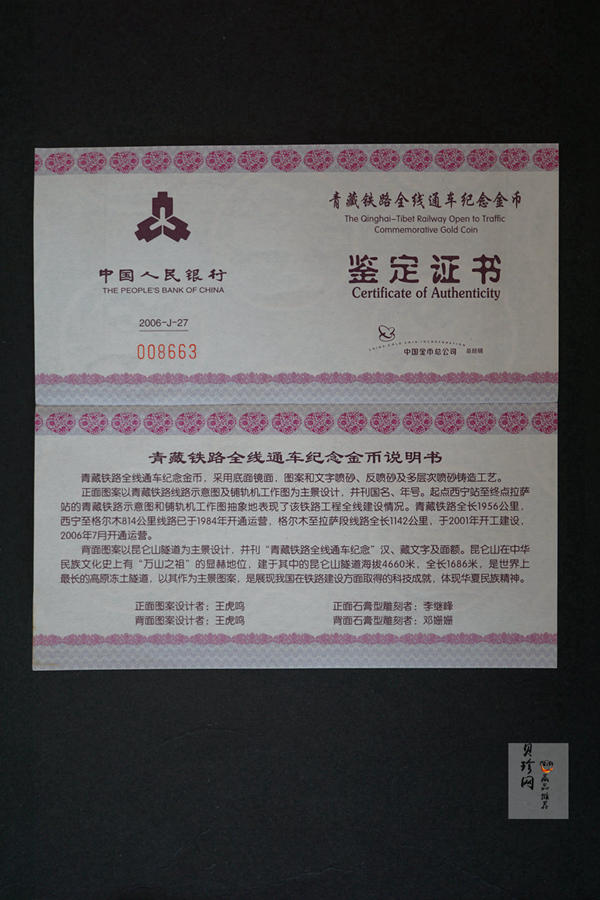 中国人民银行
THE PEOPLE'S BANK OF CHINA
2006-J-27
008663
青藏铁路全线通车纪念金币
The Qinghai-Tibet Railway Open to Traffic
Commemorative Gold Coin
鉴定证书
Certificate of Authenticity
CHINA GOLD COIN INCORPORATION
中国金币总公司 总经销
青藏铁路全线通车纪念金币说明书
青藏铁路全线通车纪念金币，采用底面镜面，图案和文字喷砂、反喷砂及多层次喷砂铸造工艺。
正面图案以青藏铁路线路示意图及铺轨机工作图为主景设计，并刊国名、年号。起点西宁站至终点拉萨
站的青藏铁路示意图和铺轨机工作图抽象地表现了该铁路工程全线建设情况。青藏铁路全长1956公里，
西宁至格尔木814公里线路已于1984年开通运营，格尔木至拉萨段线路全长1142公里，于2001年开工建设，
2006年7月开通运营。
背面图案以昆仑山隧道为主景设计，并刊“青藏铁路全线通车纪念”汉、藏文字及面额。昆仑山在中华
民族文化史上有“万山之祖”的显赫地位，建于其中的昆仑山隧道海拔4660米，全长1686米，是世界上
最长的高原冻土隧道，以其作为主景图案，是展现我国在铁路建设方面取得的科技成就，体现华夏民族精神。
正面图案设计者：王虎鸣 正面石膏型雕刻者：李继峰
背面图案设计者：王虎鸣 背面石膏型雕刻者：邓姗姗
贝珍网
藏品推荐